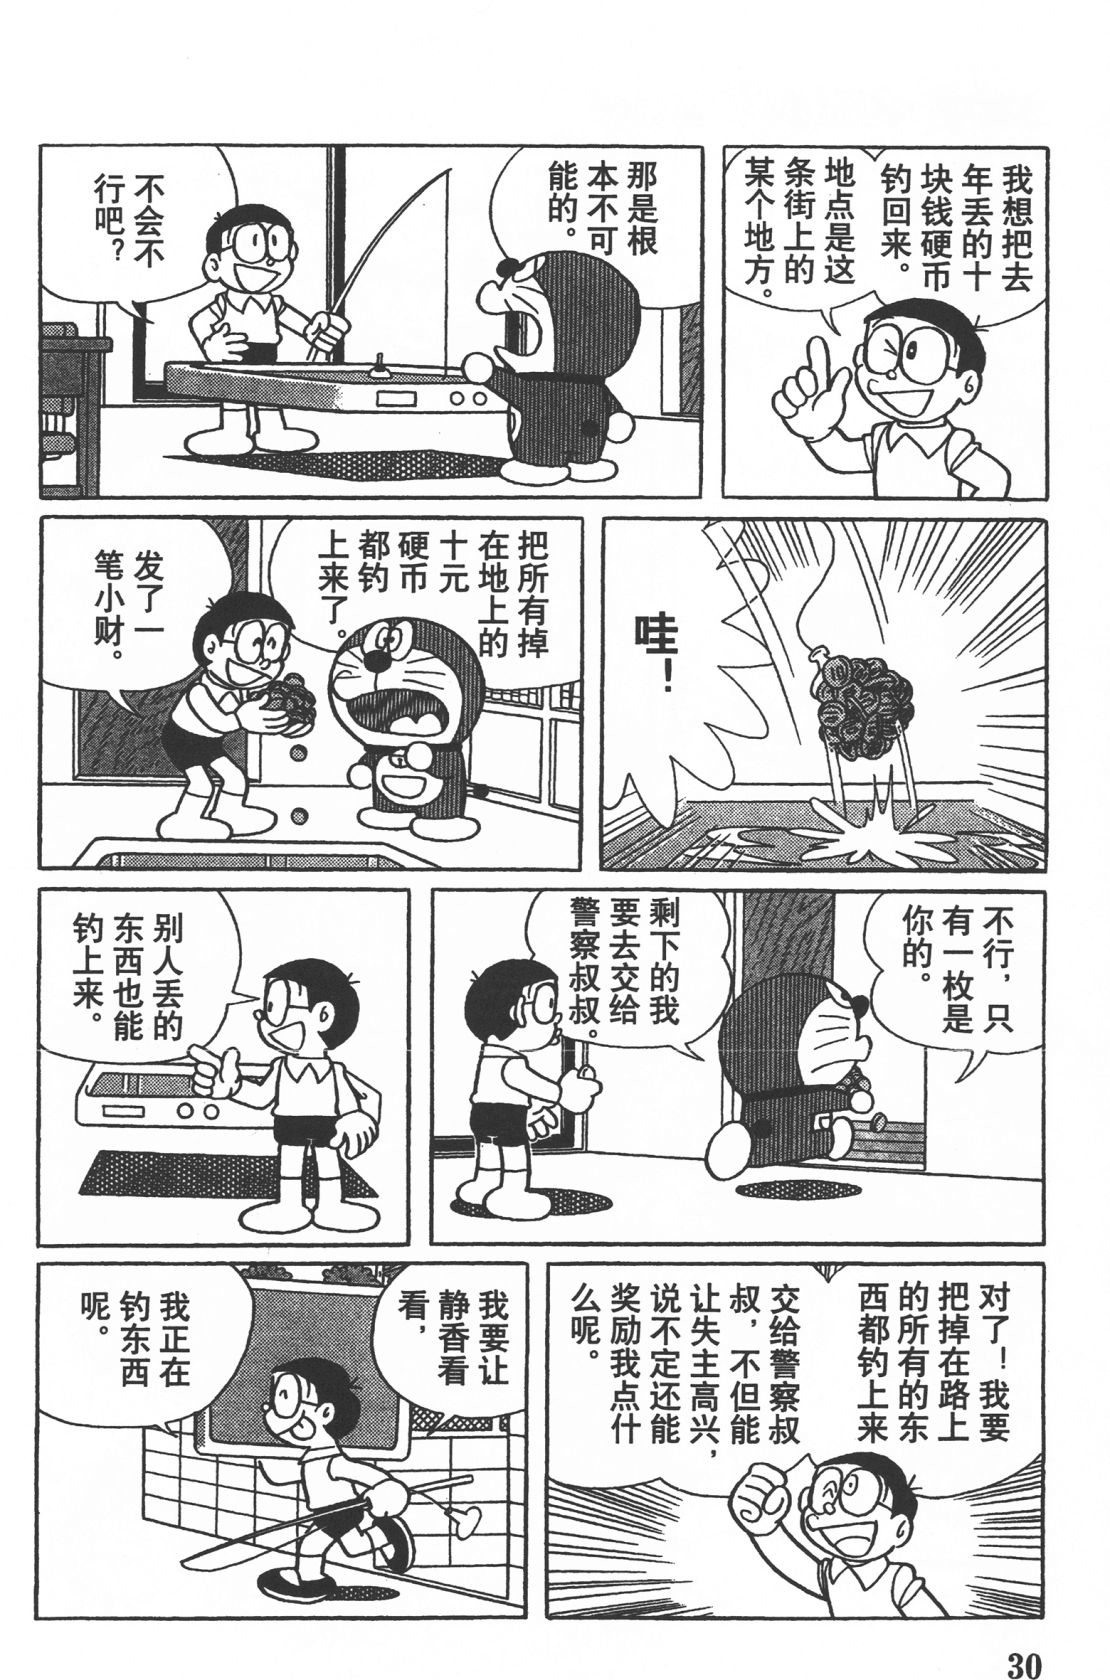 我想把去
年丢的十
块钱硬币
钓回来。
地点是这
条街上的
某个地方。
那是根
本不可
能的。
不会不
行吧？
哇！
把所有掉
在地上的
十元
硬币
都钓
上来了。
发了一
笔小财。
不行，只
有一枚是
你的。
剩下的我
要去交给
警察叔叔。
别人丢的
东西也能
钓上来。
对了！我要
把掉在路上
的所有的东
西都钓上来
交给警察叔
叔，不但能
让失主高兴，
说不定还能
奖励我点什
么呢。
我要让
静香看
看，
我正在
钓东西
呢。
30